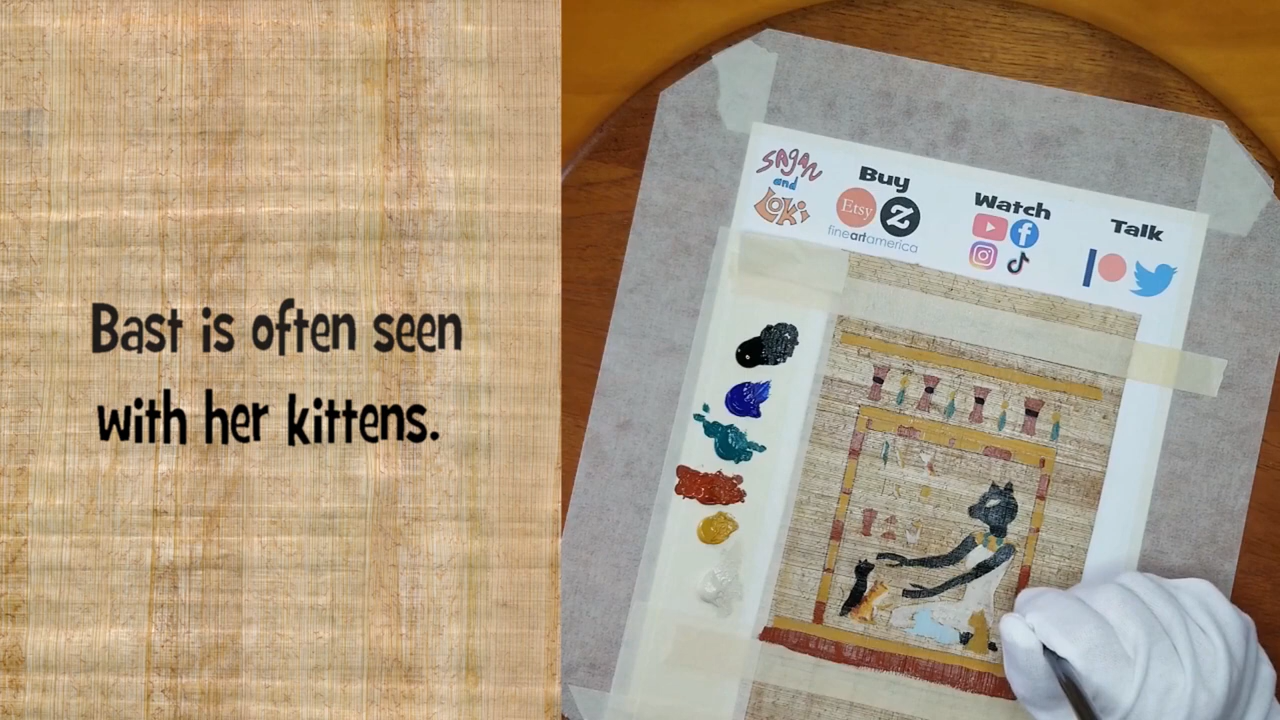 Bast is often seen
with her kittens.
Sagan
and
Loki
Buy
Etsy
Z
fineartamerica
Watch
Talk